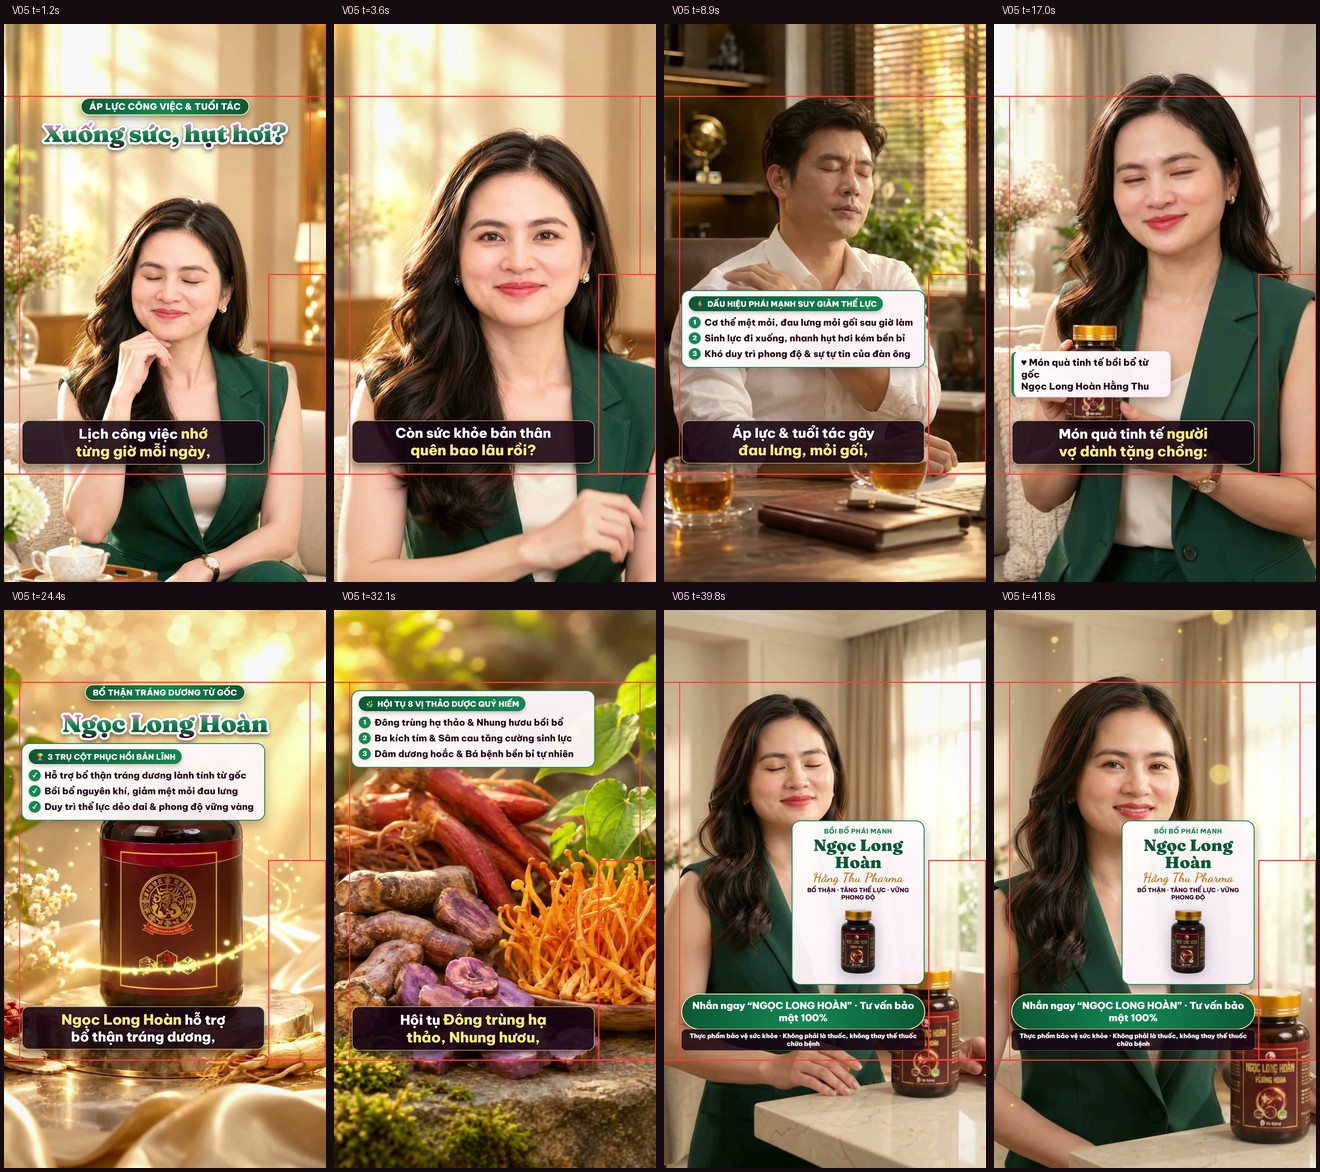 V05 t=1.2s
ÁP LỰC CÔNG VIỆC & TUỔI TÁC
Xuống sức, hụt hơi?
Lịch công việc nhớ
từng giờ mỗi ngày,
V05 t=3.6s
Còn sức khỏe bản thân
quên bao lâu rồi?
V05 t=8.9s
DẤU HIỆU PHÁI MẠNH SUY GIẢM THỂ LỰC
1 Cơ thể mệt mỏi, đau lưng mỏi gối sau giờ làm
2 Sinh lực đi xuống, nhanh hụt hơi kém bền bỉ
3 Khó duy trì phong độ & sự tự tin của đàn ông
Áp lực & tuổi tác gây
đau lưng, mỏi gối,
V05 t=17.0s
♥ Món quà tinh tế bồi bổ từ
gốc
Ngọc Long Hoàn Hằng Thu
Món quà tinh tế người
vợ dành tặng chồng:
V05 t=24.4s
BỔ THẬN TRÁNG DƯƠNG TỪ GỐC
Ngọc Long Hoàn
3 TRỤ CỘT PHỤC HỒI BẢN LĨNH
✓ Hỗ trợ bổ thận tráng dương lành tính từ gốc
✓ Bồi bổ nguyên khí, giảm mệt mỏi đau lưng
✓ Duy trì thể lực dẻo dai & phong độ vững vàng
Ngọc Long Hoàn hỗ trợ
bổ thận tráng dương,
V05 t=32.1s
HỘI TỤ 8 VỊ THẢO DƯỢC QUÝ HIẾM
1 Đông trùng hạ thảo & Nhung hươu bồi bổ
2 Ba kích tím & Sâm cau tăng cường sinh lực
3 Dâm dương hoắc & Bá bệnh bền bỉ tự nhiên
Hội tụ Đông trùng hạ
thảo, Nhung hươu,
V05 t=39.8s
BỒI BỔ PHÁI MẠNH
Ngọc Long
Hoàn
Hằng Thu Pharma
BỔ THẬN · TĂNG THỂ LỰC · VỮNG
PHONG ĐỘ
Nhắn ngay “NGỌC LONG HOÀN” · Tư vấn bảo
mật 100%
Thực phẩm bảo vệ sức khỏe · Không phải là thuốc, không thay thế thuốc
chữa bệnh
V05 t=41.8s
BỒI BỔ PHÁI MẠNH
Ngọc Long
Hoàn
Hằng Thu Pharma
BỔ THẬN · TĂNG THỂ LỰC · VỮNG
PHONG ĐỘ
Nhắn ngay “NGỌC LONG HOÀN” · Tư vấn bảo
mật 100%
Thực phẩm bảo vệ sức khỏe · Không phải là thuốc, không thay thế thuốc
chữa bệnh
NGỌC LONG HOÀN